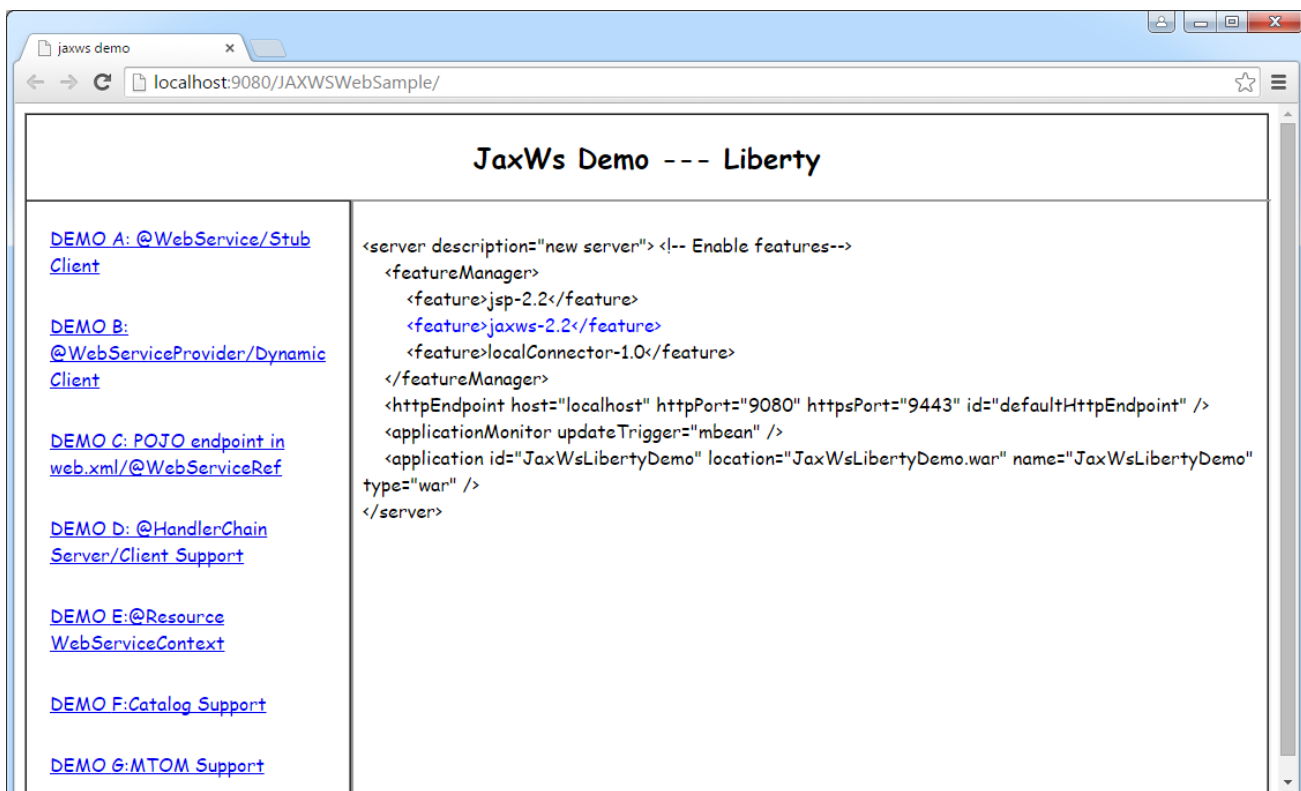 jaxws demo
localhost:9080/JAXWSWebSample/
JaxWs Demo --- Liberty
DEMO A: @WebService/Stub
Client
DEMO B:
@WebServiceProvider/Dynamic
Client
DEMO C: POJO endpoint in
web.xml/@WebServiceRef
DEMO D: @HandlerChain
Server/Client Support
DEMO E:@Resource
WebServiceContext
DEMO F:Catalog Support
DEMO G:MTOM Support
<server description="new server"> <!-- Enable features-->
<featureManager>
<feature>jsp-2.2</feature>
<feature>jaxws-2.2</feature>
<feature>localConnector-1.0</feature>
</featureManager>
<httpEndpoint host="localhost" httpPort="9080" httpsPort="9443" id="defaultHttpEndpoint" />
<applicationMonitor updateTrigger="mbean" />
<application id="JaxWsLibertyDemo" location="JaxWsLibertyDemo.war" name="JaxWsLibertyDemo"
type="war" />
</server>